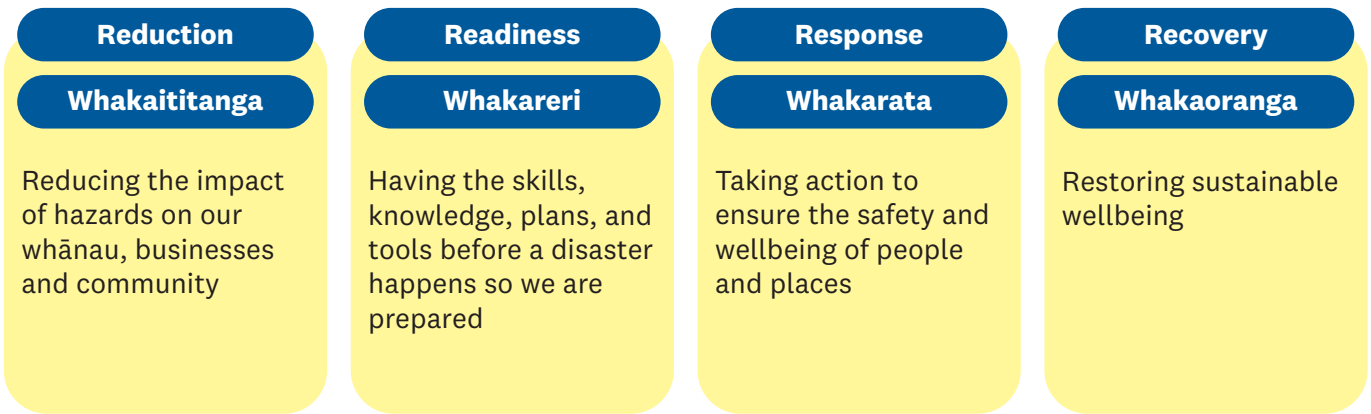 Reduction
Whakaititanga
Reducing the impact
of hazards on our
whānau, businesses
and community
Readiness
Whakareri
Having the skills,
knowledge, plans, and
tools before a disaster
happens so we are
prepared
Response
Whakarata
Taking action to
ensure the safety and
wellbeing of people
and places
Recovery
Whakaoranga
Restoring sustainable
wellbeing